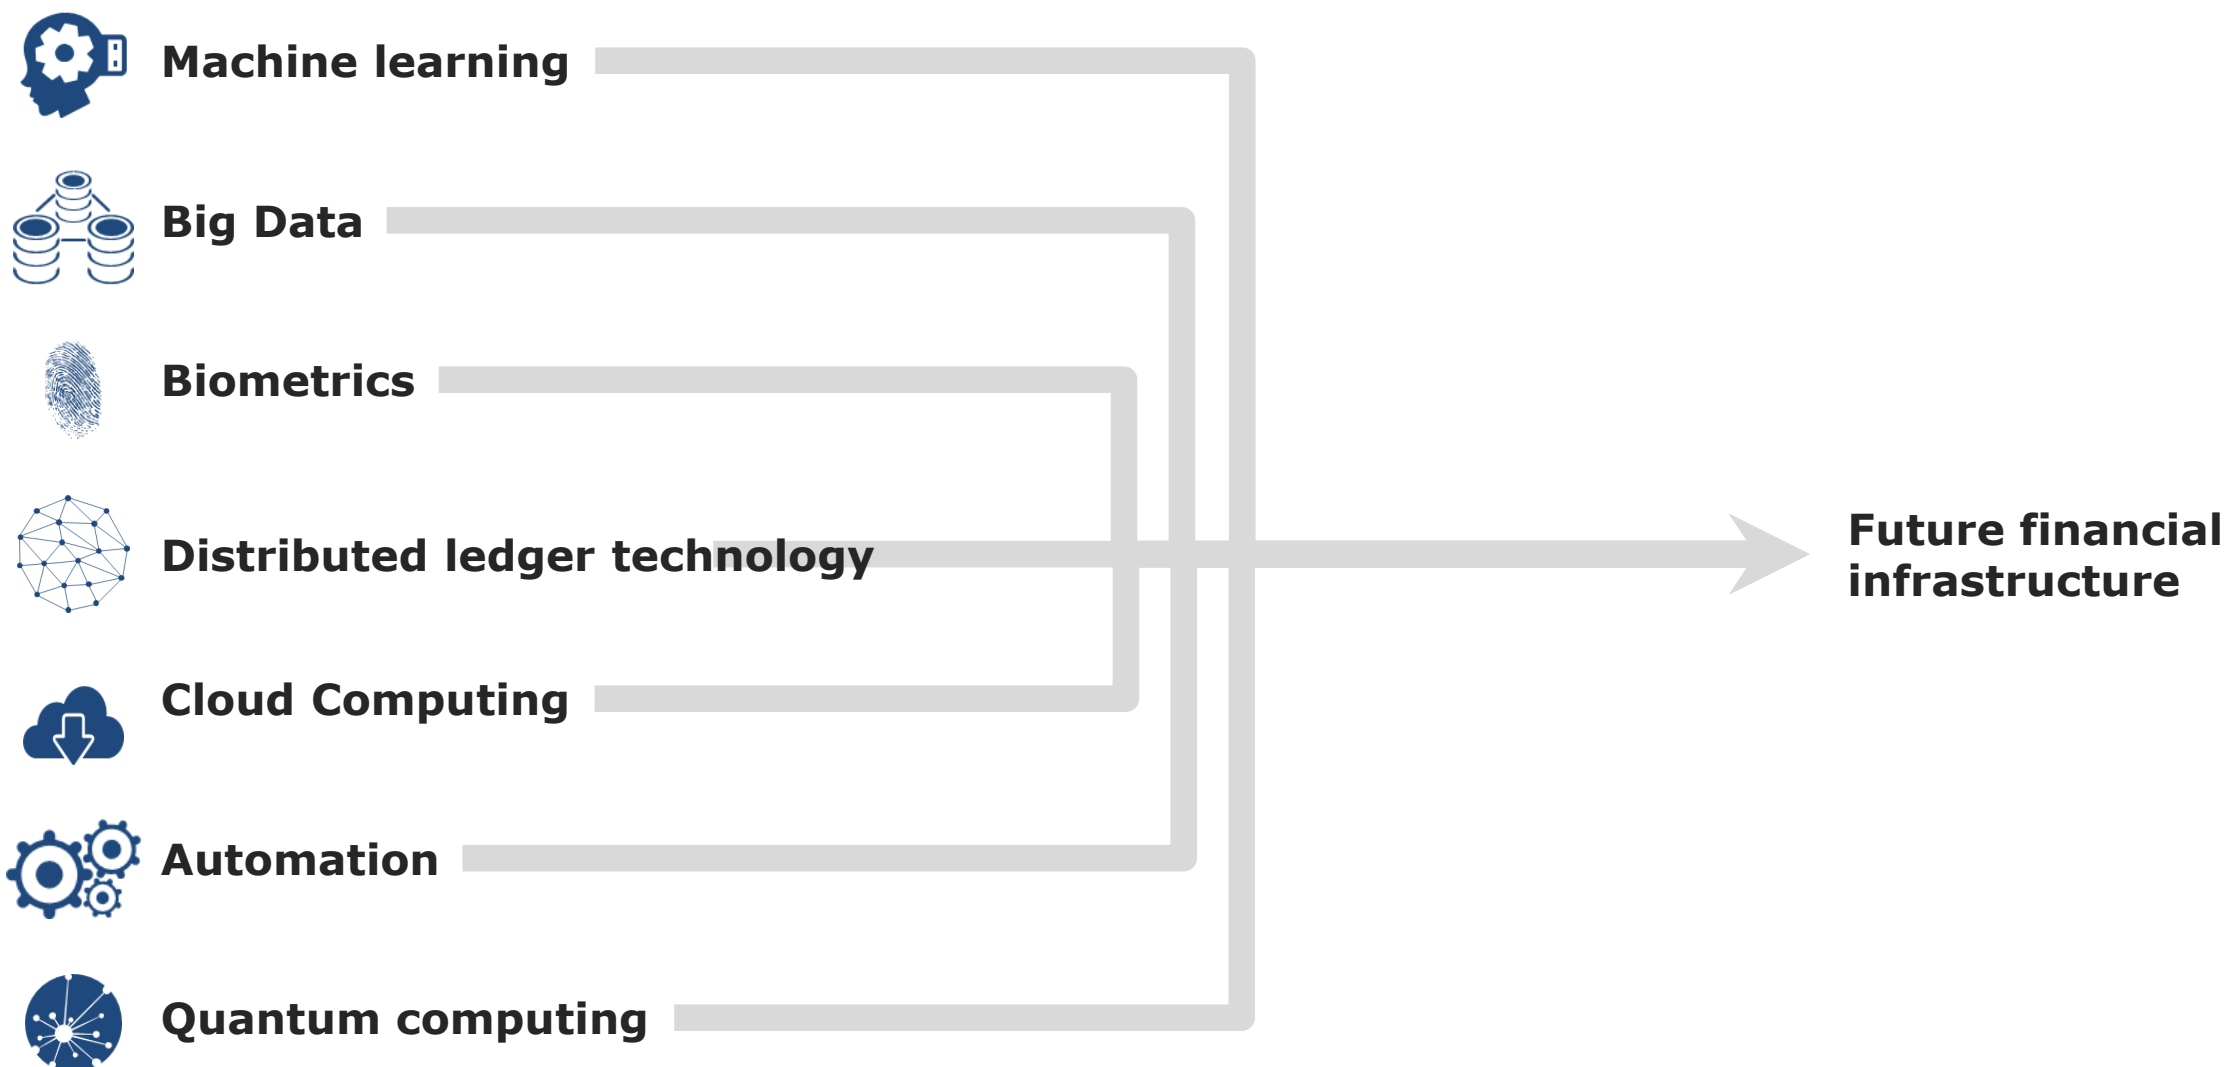 Machine learning
Big Data
Biometrics
Distributed ledger technology
Cloud Computing
Automation
Quantum computing
Future financial
infrastructure